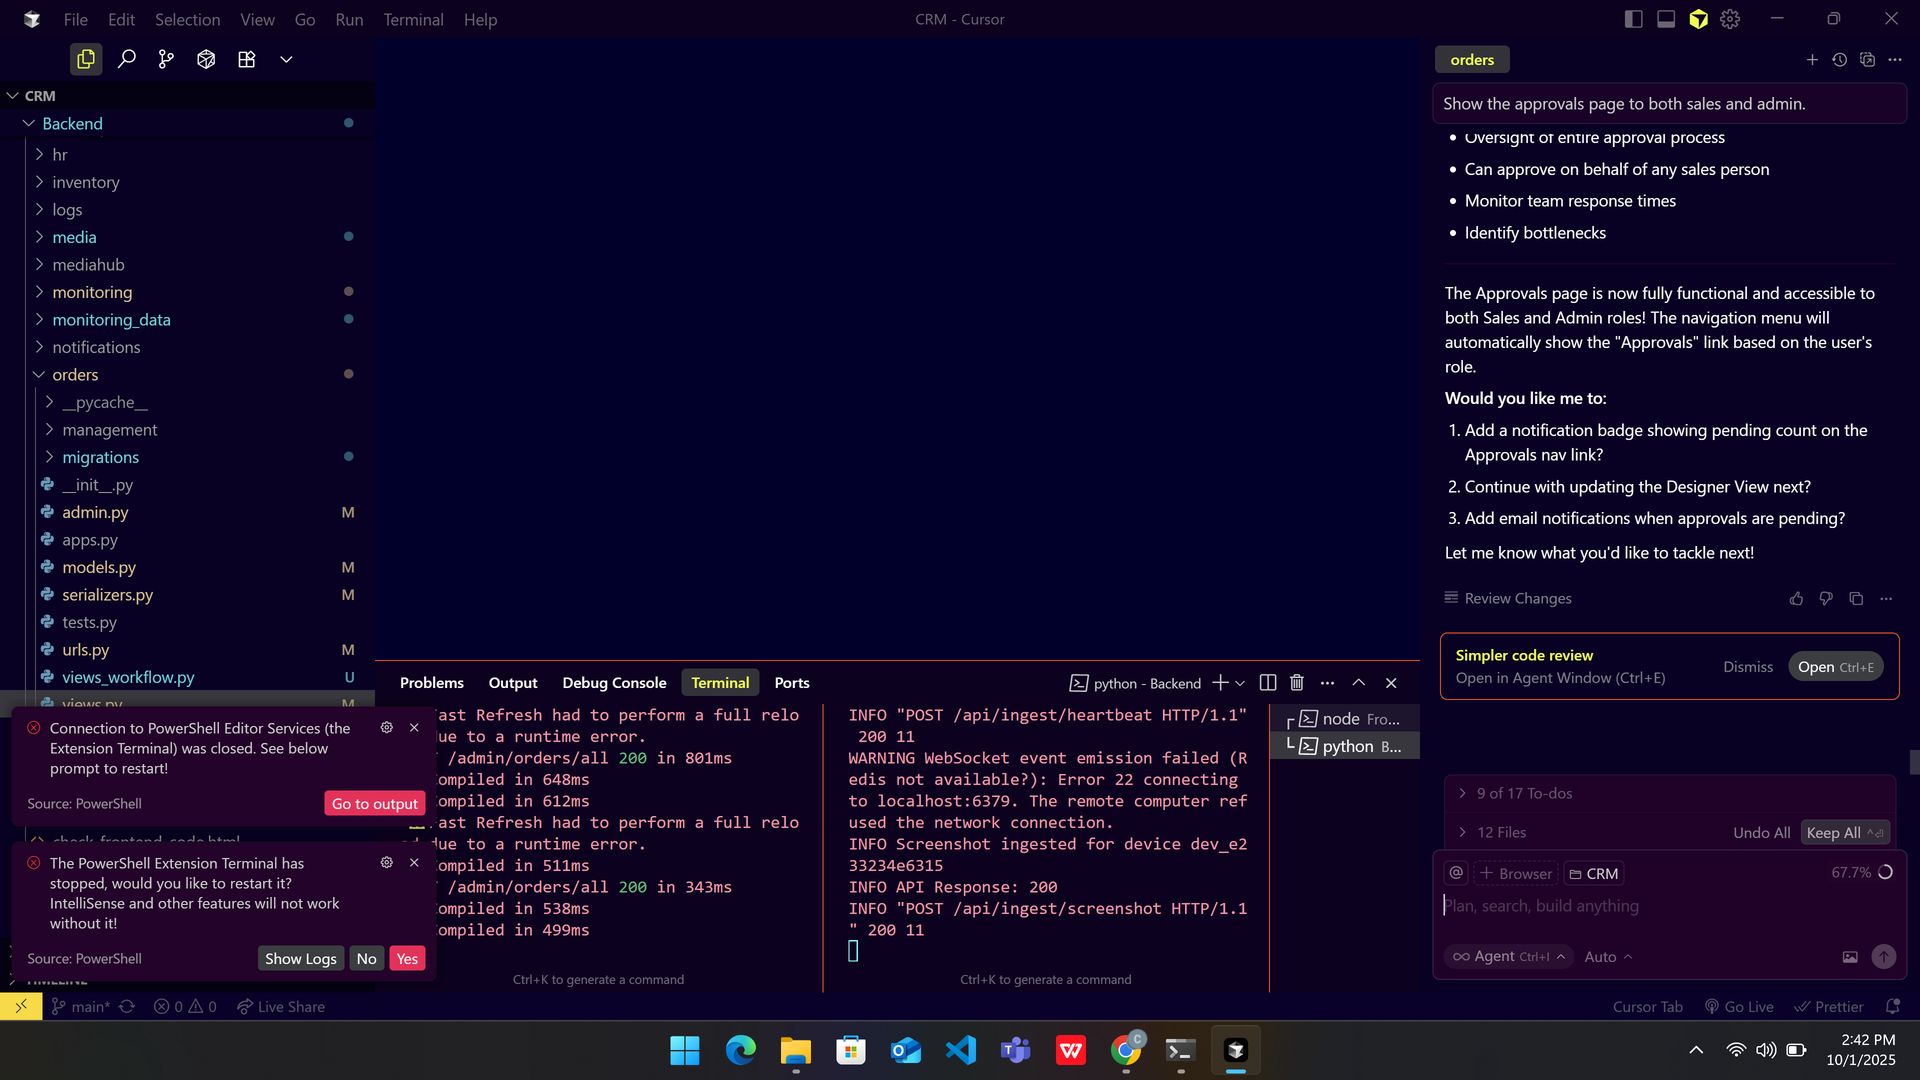 File Edit Selection View Go Run Terminal Help
CRM - Cursor
CRM
Backend
hr
inventory
logs
media
mediahub
monitoring
monitoring_data
notifications
orders
__pycache__
management
migrations
__init__.py
admin.py M
apps.py
models.py M
serializers.py M
tests.py
urls.py M
views_workflow.py U
views.py M
Connection to PowerShell Editor Services (the
Extension Terminal) was closed. See below
prompt to restart!
Source: PowerShell
Go to output
check_frontend_code.html
The PowerShell Extension Terminal has
stopped, would you like to restart it?
IntelliSense and other features will not work
without it!
Source: PowerShell
Show Logs No Yes
TIMELINE
Problems Output Debug Console Terminal Ports
python - Backend
ast Refresh had to perform a full relo
ue to a runtime error.
/admin/orders/all 200 in 801ms
ompiled in 648ms
ompiled in 612ms
ast Refresh had to perform a full relo
due to a runtime error.
ompiled in 511ms
/admin/orders/all 200 in 343ms
ompiled in 538ms
ompiled in 499ms
Ctrl+K to generate a command
INFO "POST /api/ingest/heartbeat HTTP/1.1"
200 11
WARNING WebSocket event emission failed (R
edis not available?): Error 22 connecting
to localhost:6379. The remote computer ref
used the network connection.
INFO Screenshot ingested for device dev_e2
33234e6315
INFO API Response: 200
INFO "POST /api/ingest/screenshot HTTP/1.1
" 200 11
Ctrl+K to generate a command
node Fro...
python B...
orders
Show the approvals page to both sales and admin.
• Oversight of entire approval process
• Can approve on behalf of any sales person
• Monitor team response times
• Identify bottlenecks
The Approvals page is now fully functional and accessible to
both Sales and Admin roles! The navigation menu will
automatically show the "Approvals" link based on the user's
role.
Would you like me to:
1. Add a notification badge showing pending count on the
Approvals nav link?
2. Continue with updating the Designer View next?
3. Add email notifications when approvals are pending?
Let me know what you'd like to tackle next!
Review Changes
Simpler code review
Open in Agent Window (Ctrl+E)
Dismiss
Open Ctrl+E
9 of 17 To-dos
12 Files
Undo All
Keep All
@ + Browser CRM
67.7%
Plan, search, build anything
Agent Ctrl+I
Auto
main*
0 0
Live Share
Cursor Tab
Go Live
Prettier
2:42 PM
10/1/2025